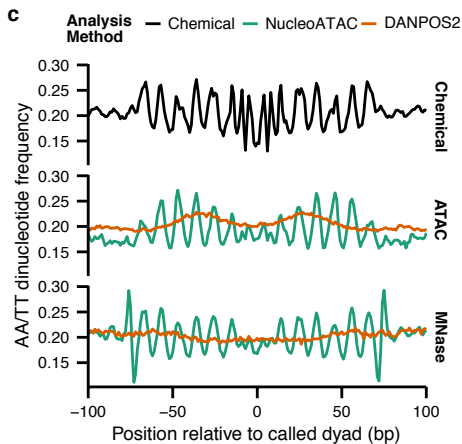 c
Analysis Method — Chemical — NucleoATAC — DANPOS2
AA/TT dinucleotide frequency
0.30
0.25
0.20
0.15
Chemical
0.30
0.25
0.20
0.15
ATAC
0.30
0.25
0.20
0.15
MNase
−100 −50 0 50 100
Position relative to called dyad (bp)